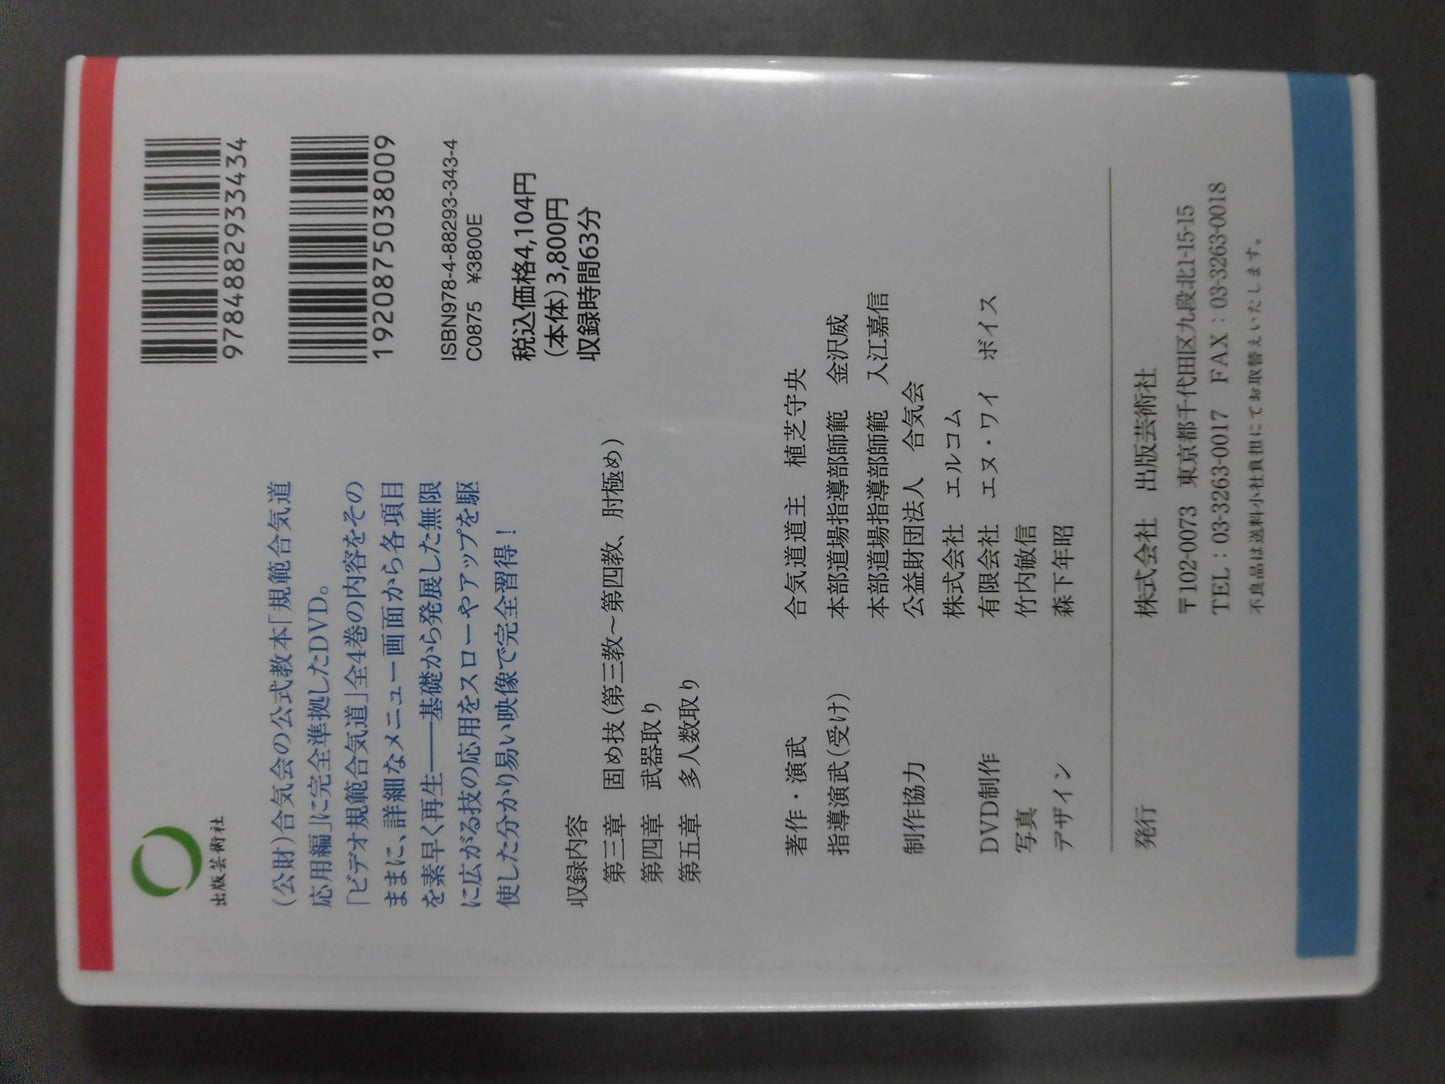 出版芸術社
9784882933434
1920875038009
ISBN978-4-88293-343-4
C0875 ¥3800E
税込価格4,104円
(本体)3,800円
収録時間63分
(公財)合気会の公式教本「規範合気道
応用編」に完全準拠したDVD。
「ビデオ規範合気道」全4巻の内容をその
ままに、詳細なメニュー画面から各項目
を素早く再生――基礎から発展した無限
に広がる技の応用をスローやアップを駆
使した分かり易い映像で完全習得!
収録内容
第三章 固め技(第三教〜第四教、肘極め)
第四章 武器取り
第五章 多人数取り
著作・演武 合気道道主 植芝守央
指導演武(受け) 本部道場指導部師範 金沢威
本部道場指導部師範 入江嘉信
制作協力 公益財団法人 合気会
株式会社 エルコム
DVD制作 有限会社 エヌ・ワイ ボイス
写真 竹内敏信
デザイン 森下年昭
発行 株式会社 出版芸術社
〒102-0073 東京都千代田区九段北1-15-15
TEL:03-3263-0017 FAX:03-3263-0018
不良品は送料小社負担にてお取替えいたします。